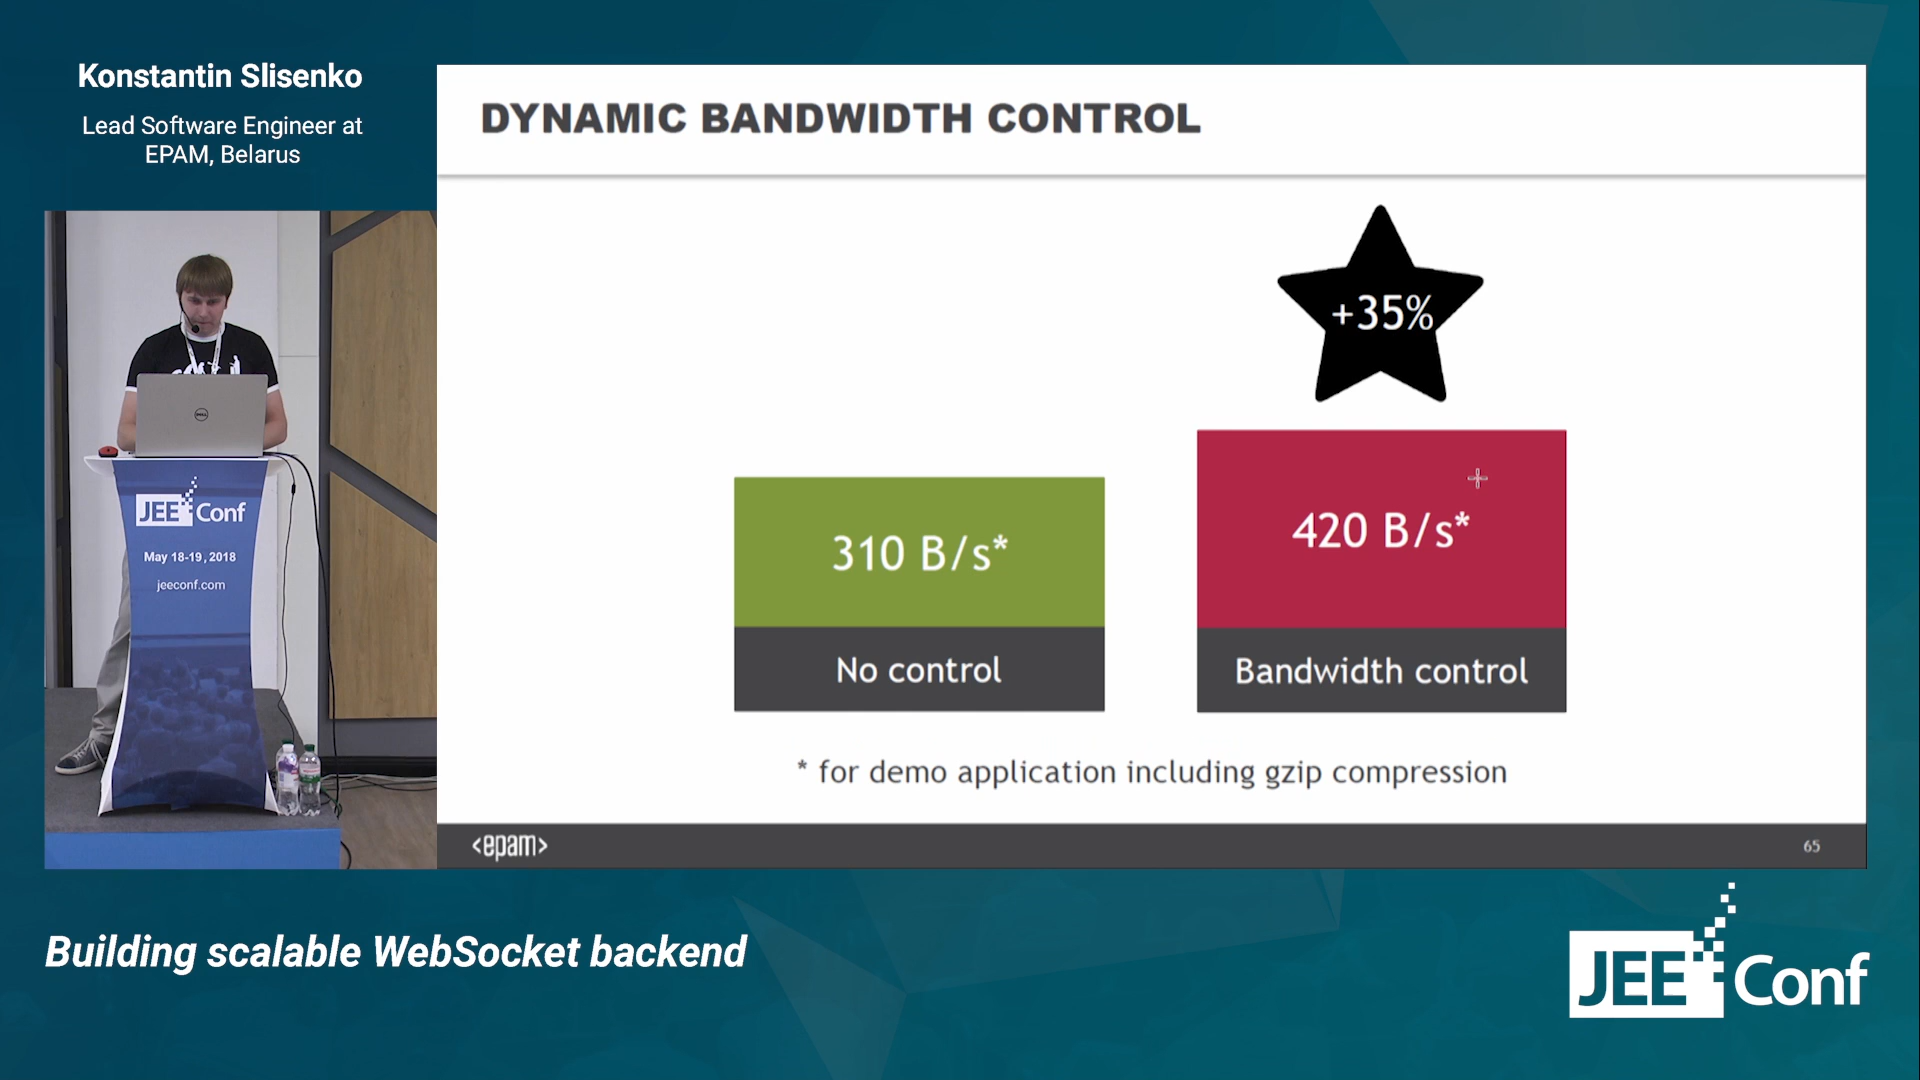 Konstantin Slisenko
Lead Software Engineer at
EPAM, Belarus
DYNAMIC BANDWIDTH CONTROL
+35%
310 B/s*
420 B/s*
No control
Bandwidth control
* for demo application including gzip compression
<epam>
65
DELL
JEE Conf
May 18-19, 2018
jeeconf.com
Building scalable WebSocket backend
JEE Conf